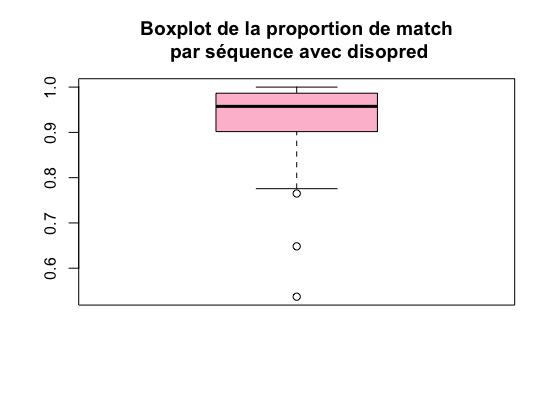 Boxplot de la proportion de match
par séquence avec disopred
1.0
0.9
0.8
0.7
0.6